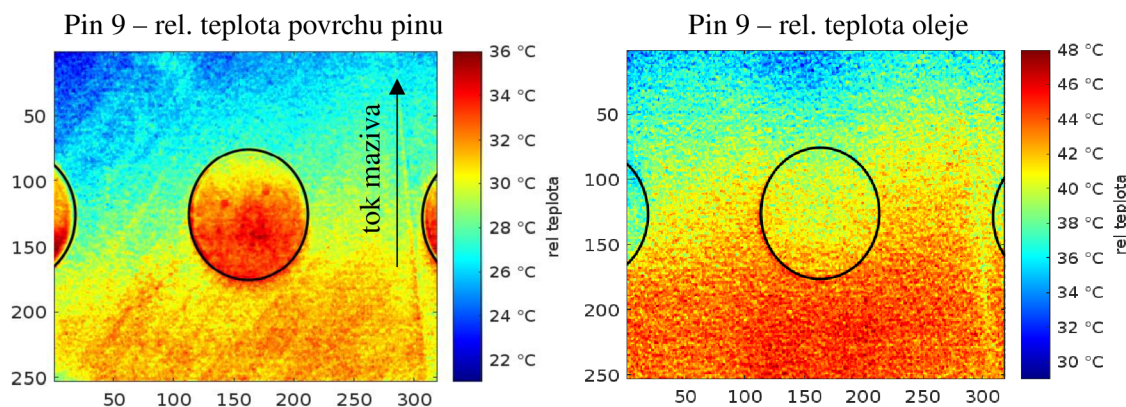 Pin 9 – rel. teplota povrchu pinu
36 °C
34 °C
32 °C
30 °C
28 °C
26 °C
24 °C
22 °C
rel teplota
tok maziva
50
100
150
200
250
50
100
150
200
250
300
Pin 9 – rel. teplota oleje
48 °C
46 °C
44 °C
42 °C
40 °C
38 °C
36 °C
34 °C
32 °C
30 °C
rel teplota
50
100
150
200
250
50
100
150
200
250
300